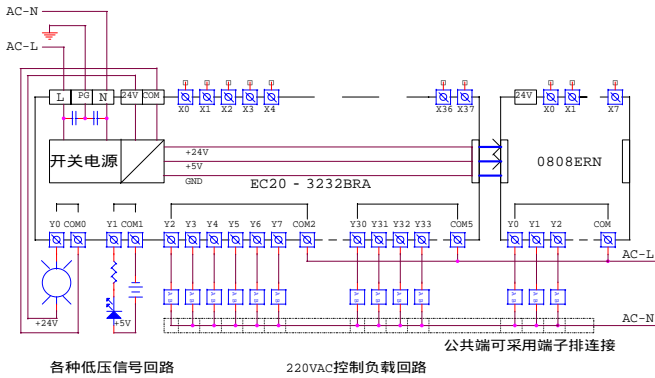 AC-N
AC-L
L PG N 24V COM
X0 X1 X2 X3 X4 X36 X37
24V X0 X1 X7
开关电源
+24V
+5V
GND
EC20 - 3232BRA
0808ERN
Y0 COM0 Y1 COM1 Y2 Y3 Y4 Y5 Y6 Y7 COM2 Y30 Y31 Y32 Y33 COM5
Y0 Y1 Y2 COM
AC-L
A B A B A B A B A B A B A B A B A B A B A B A B A B
+24V
+5V
AC-N
公共端可采用端子排连接
各种低压信号回路
220VAC控制负载回路